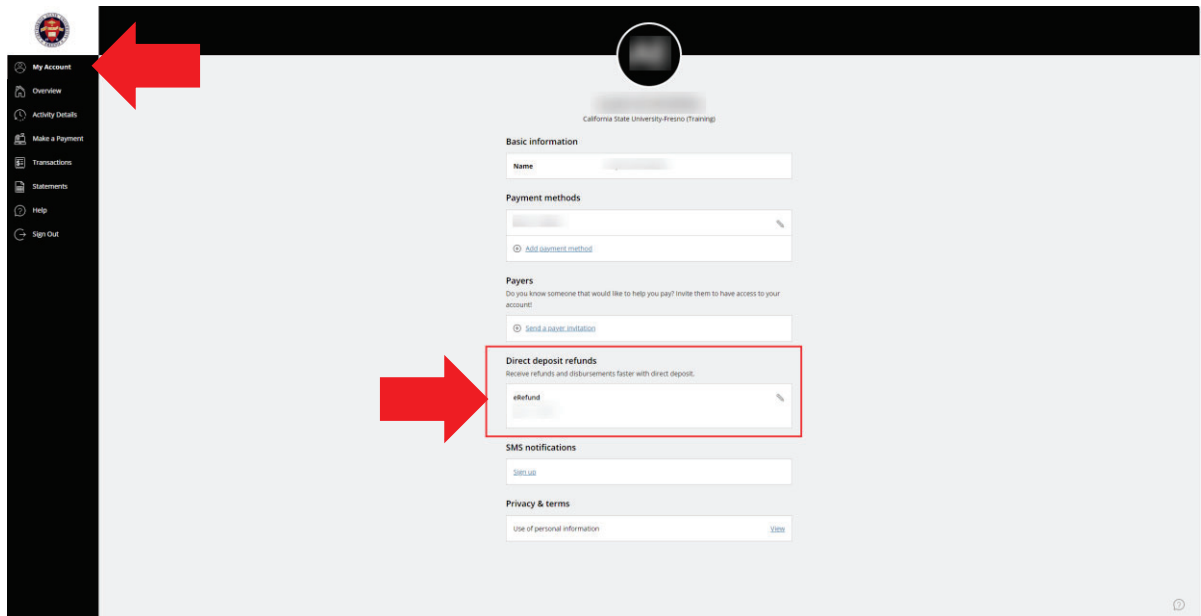 My Account
Overview
Activity Details
Make a Payment
Transactions
Statements
Help
Sign Out
California State University-Fresno (Training)
Basic information
Name
Payment methods
Add payment method
Payers
Do you know someone that would like to help you pay? Invite them to have access to your
account!
Send a payer invitation
Direct deposit refunds
Receive refunds and disbursements faster with direct deposit.
eRefund
SMS notifications
Sign up
Privacy & terms
Use of personal information View